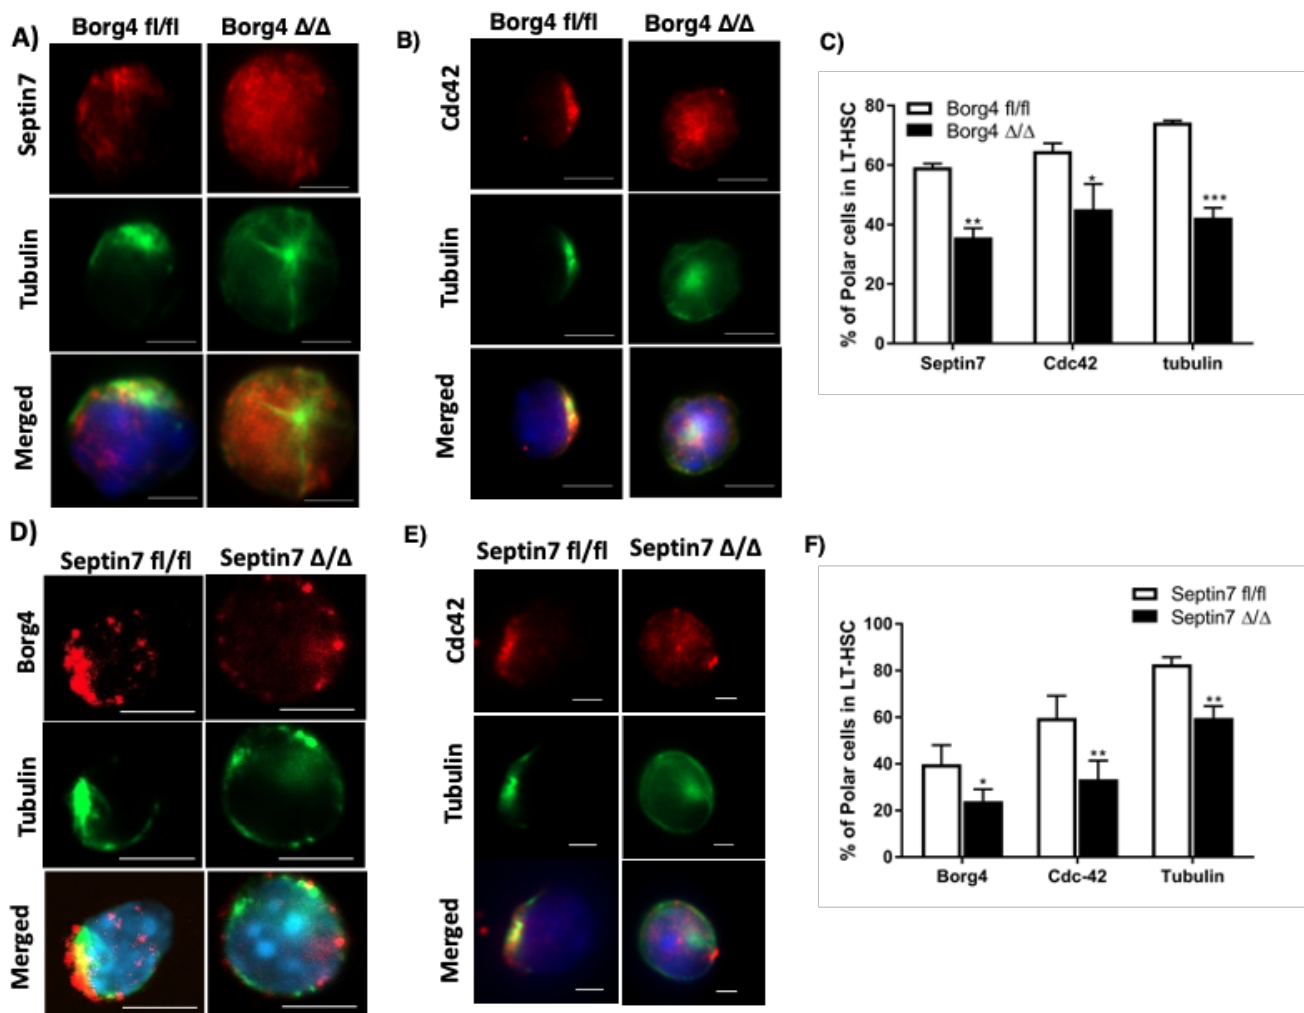 A)
Borg4 fl/fl
Borg4 Δ/Δ
Septin7
Tubulin
Merged
B)
Borg4 fl/fl
Borg4 Δ/Δ
Cdc42
Tubulin
Merged
C)
% of Polar cells in LT-HSC
80
60
40
20
0
Borg4 fl/fl
Borg4 Δ/Δ
**
*
***
Septin7
Cdc42
tubulin
D)
Septin7 fl/fl
Septin7 Δ/Δ
Borg4
Tubulin
Merged
E)
Septin7 fl/fl
Septin7 Δ/Δ
Cdc42
Tubulin
Merged
F)
% of Polar cells in LT-HSC
100
80
60
40
20
0
Septin7 fl/fl
Septin7 Δ/Δ
*
**
**
Borg4
Cdc-42
Tubulin